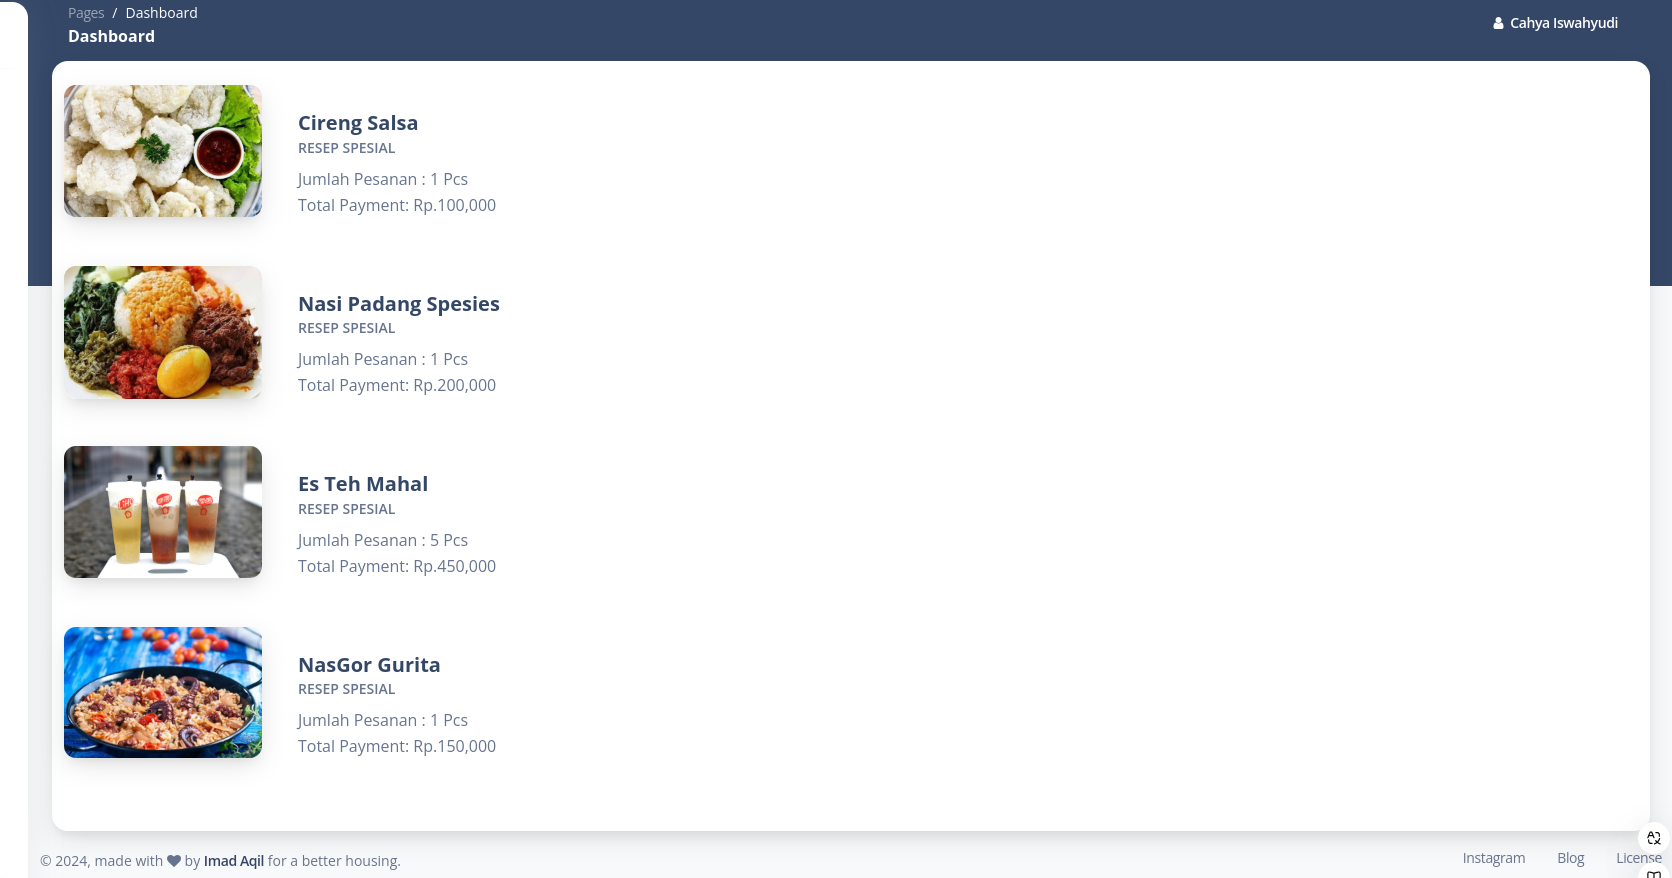 Pages / Dashboard
Dashboard
Cahya Iswahyudi
Cireng Salsa
RESEP SPESIAL
Jumlah Pesanan : 1 Pcs
Total Payment: Rp.100,000
Nasi Padang Spesies
RESEP SPESIAL
Jumlah Pesanan : 1 Pcs
Total Payment: Rp.200,000
Es Teh Mahal
RESEP SPESIAL
Jumlah Pesanan : 5 Pcs
Total Payment: Rp.450,000
NasGor Gurita
RESEP SPESIAL
Jumlah Pesanan : 1 Pcs
Total Payment: Rp.150,000
© 2024, made with ♥ by Imad Aqil for a better housing.
Instagram Blog License